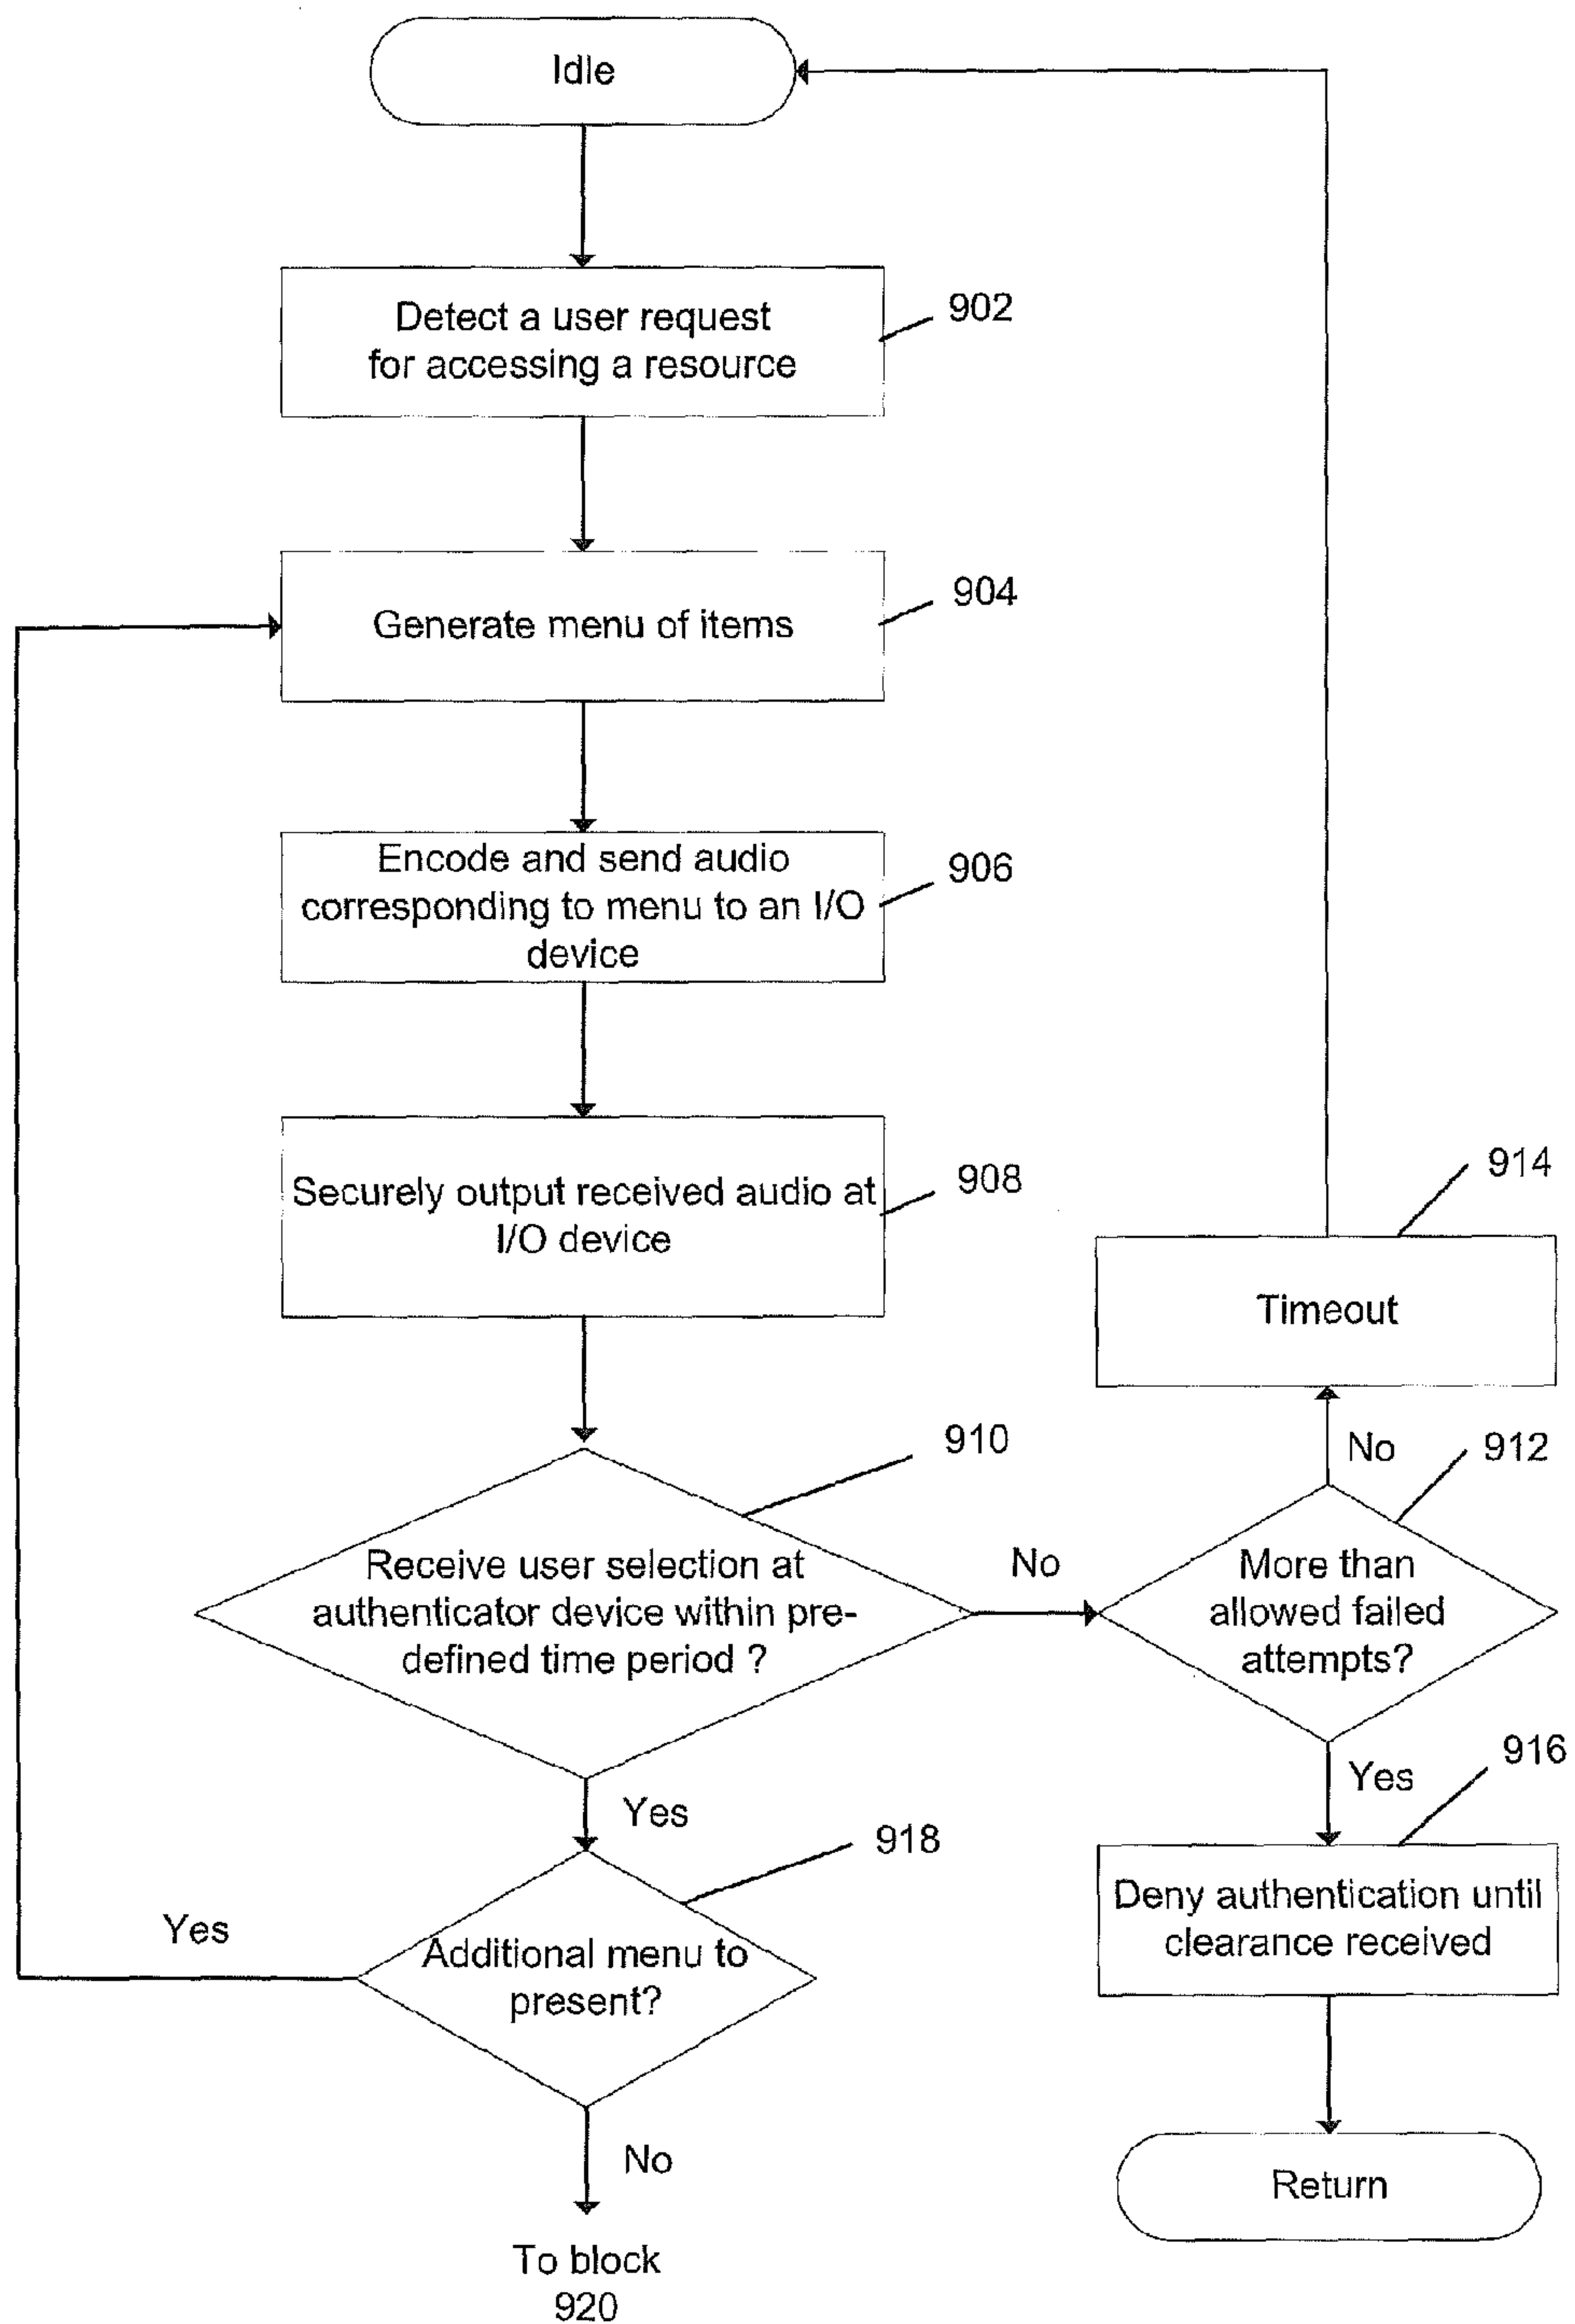 Idle
Detect a user request
for accessing a resource
902
Generate menu of items
904
Encode and send audio
corresponding to menu to an I/O
device
906
Securely output received audio at
I/O device
908
Receive user selection at
authenticator device within pre-
defined time period ?
910
No
More than
allowed failed
attempts?
912
No
Timeout
914
Yes
Deny authentication until
clearance received
916
Return
Yes
Additional menu to
present?
918
Yes
No
To block
920